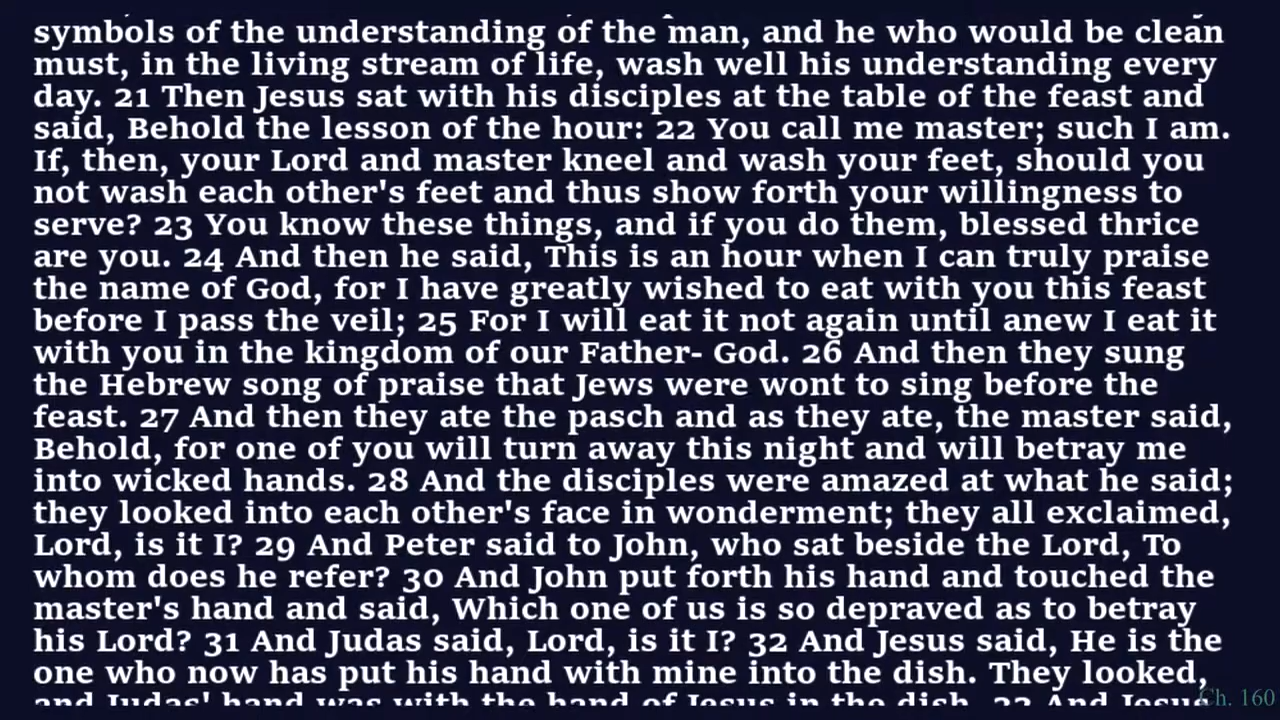 symbols of the understanding of the man, and he who would be clean
must, in the living stream of life, wash well his understanding every
day. 21 Then Jesus sat with his disciples at the table of the feast and
said, Behold the lesson of the hour: 22 You call me master; such I am.
If, then, your Lord and master kneel and wash your feet, should you
not wash each other's feet and thus show forth your willingness to
serve? 23 You know these things, and if you do them, blessed thrice
are you. 24 And then he said, This is an hour when I can truly praise
the name of God, for I have greatly wished to eat with you this feast
before I pass the veil; 25 For I will eat it not again until anew I eat it
with you in the kingdom of our Father- God. 26 And then they sung
the Hebrew song of praise that Jews were wont to sing before the
feast. 27 And then they ate the pasch and as they ate, the master said,
Behold, for one of you will turn away this night and will betray me
into wicked hands. 28 And the disciples were amazed at what he said;
they looked into each other's face in wonderment; they all exclaimed,
Lord, is it I? 29 And Peter said to John, who sat beside the Lord, To
whom does he refer? 30 And John put forth his hand and touched the
master's hand and said, Which one of us is so depraved as to betray
his Lord? 31 And Judas said, Lord, is it I? 32 And Jesus said, He is the
one who now has put his hand with mine into the dish. They looked,
and Judas' hand was with the hand of Jesus in the dish. 33 And Jesus
Ch. 160